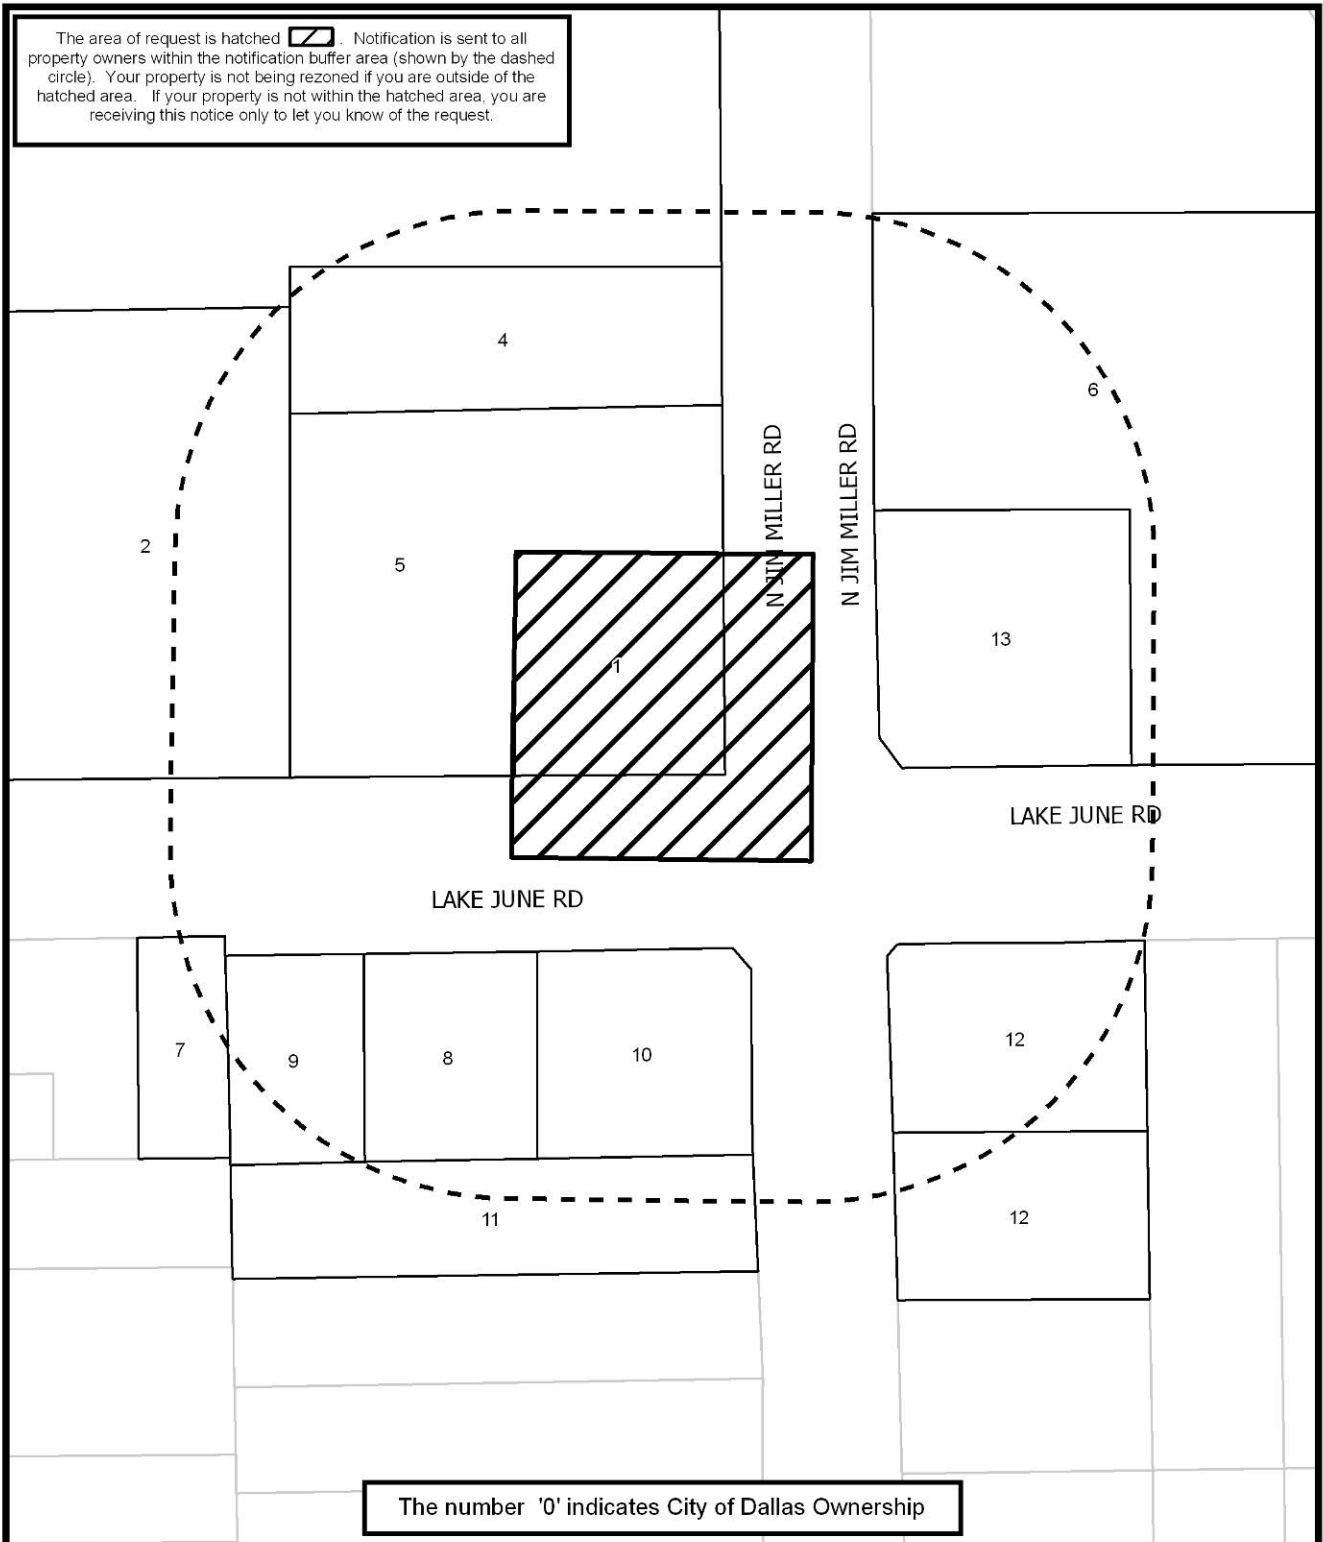 The area of request is hatched . Notification is sent to all
property owners within the notification buffer area (shown by the dashed
circle). Your property is not being rezoned if you are outside of the
hatched area. If your property is not within the hatched area, you are
receiving this notice only to let you know of the request.
4
6
N JIM MILLER RD
N JIM MILLER RD
2
5
13
1
LAKE JUNE RD
LAKE JUNE RD
7
9
8
10
12
11
12
The number '0' indicates City of Dallas Ownership